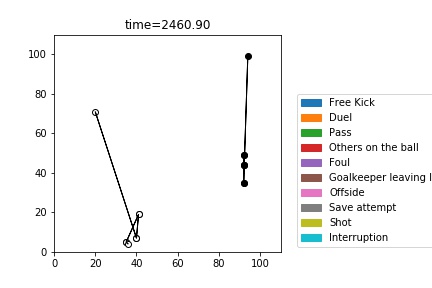 time=2460.90
100
80
60
40
20
0
0 20 40 60 80 100
Free Kick
Duel
Pass
Others on the ball
Foul
Goalkeeper leaving l
Offside
Save attempt
Shot
Interruption